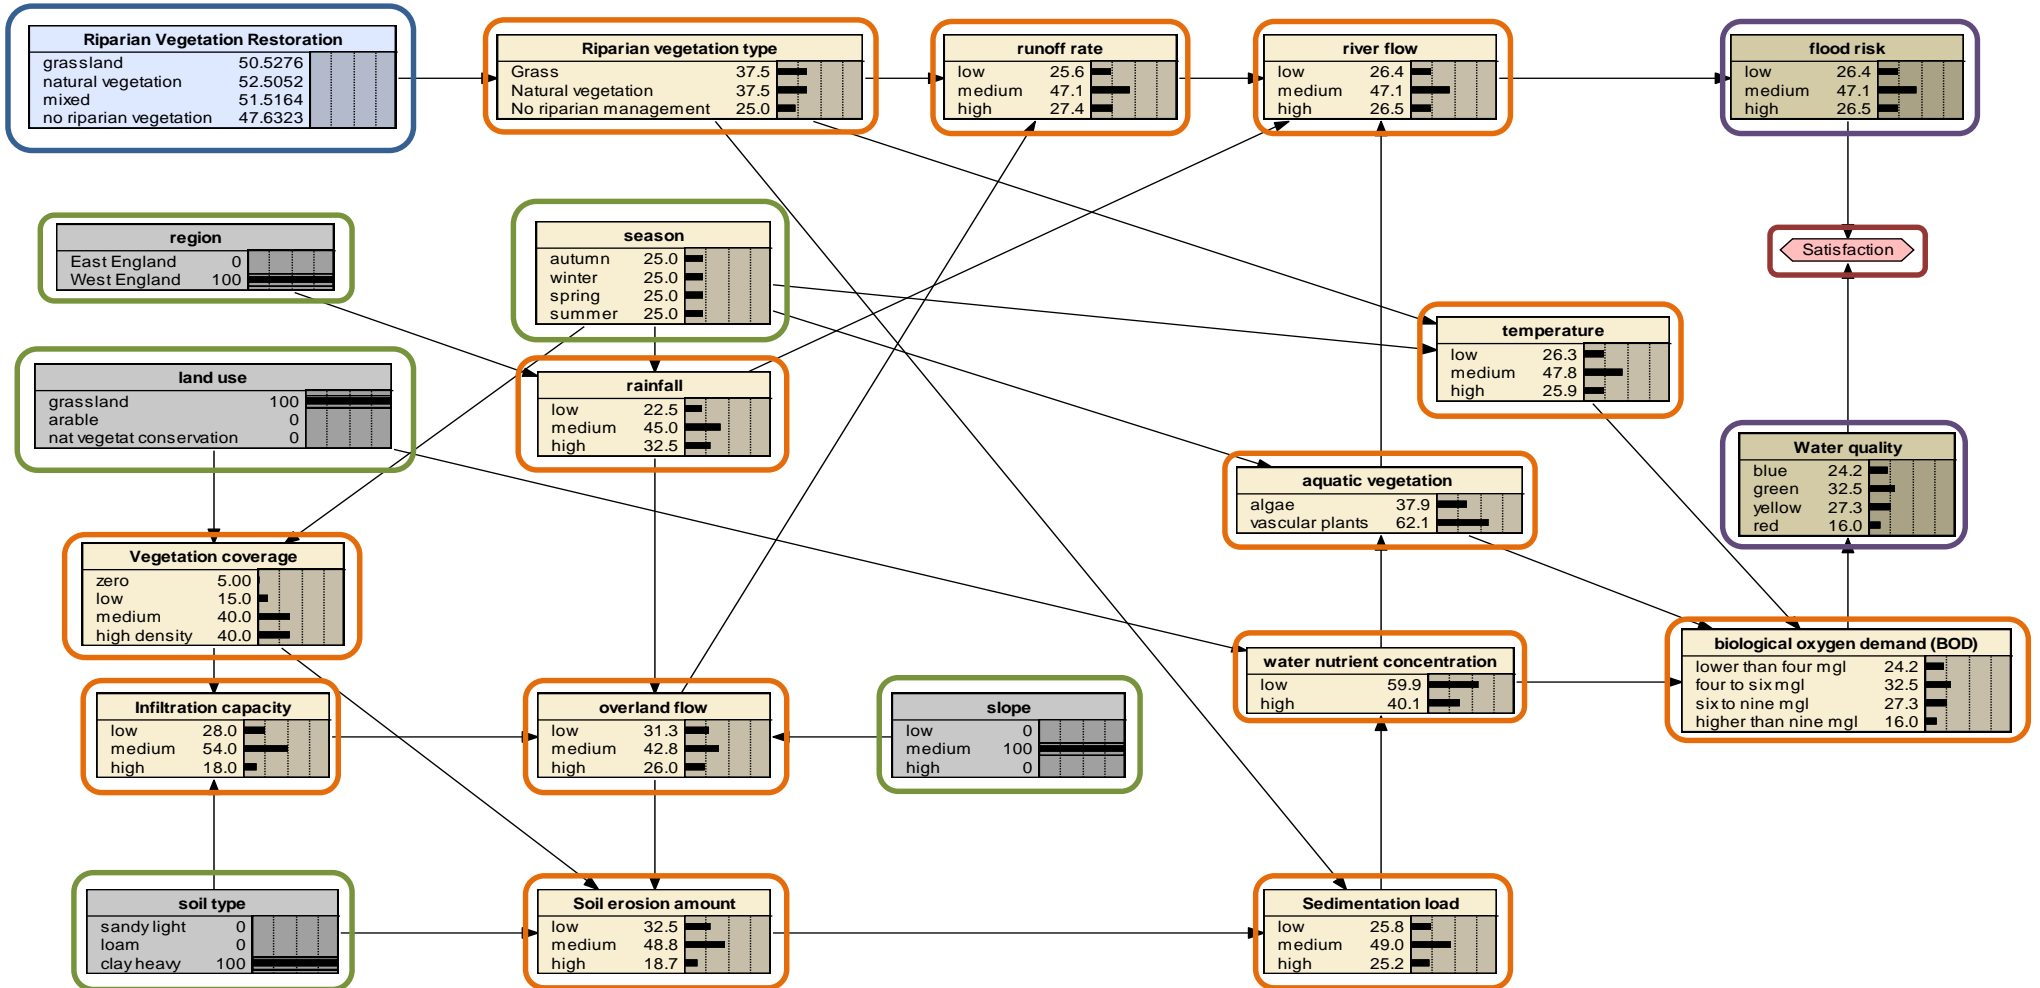 Riparian Vegetation Restoration
grassland 50.5276
natural vegetation 52.5052
mixed 51.5164
no riparian vegetation 47.6323
Riparian vegetation type
Grass 37.5
Natural vegetation 37.5
No riparian management 25.0
runoff rate
low 25.6
medium 47.1
high 27.4
river flow
low 26.4
medium 47.1
high 26.5
flood risk
low 26.4
medium 47.1
high 26.5
region
East England 0
West England 100
season
autumn 25.0
winter 25.0
spring 25.0
summer 25.0
Satisfaction
temperature
low 26.3
medium 47.8
high 25.9
land use
grassland 100
arable 0
nat vegetat conservation 0
rainfall
low 22.5
medium 45.0
high 32.5
Water quality
blue 24.2
green 32.5
yellow 27.3
red 16.0
aquatic vegetation
algae 37.9
vascular plants 62.1
Vegetation coverage
zero 5.00
low 15.0
medium 40.0
high density 40.0
biological oxygen demand (BOD)
lower than four mgl 24.2
four to six mgl 32.5
six to nine mgl 27.3
higher than nine mgl 16.0
water nutrient concentration
low 59.9
high 40.1
Infiltration capacity
low 28.0
medium 54.0
high 18.0
overland flow
low 31.3
medium 42.8
high 26.0
slope
low 0
medium 100
high 0
soil type
sandy light 0
loam 0
clay heavy 100
Soil erosion amount
low 32.5
medium 48.8
high 18.7
Sedimentation load
low 25.8
medium 49.0
high 25.2